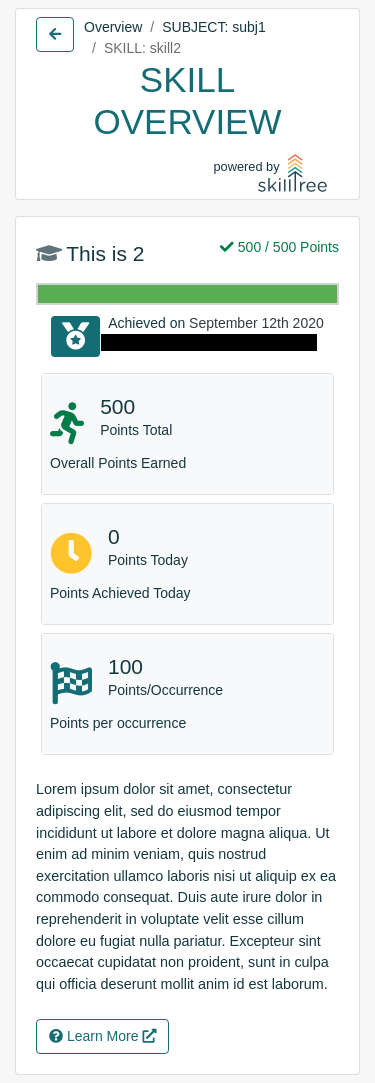 Overview / SUBJECT: subj1
/ SKILL: skill2
SKILL
OVERVIEW
powered by
skilltree
This is 2
500 / 500 Points
Achieved on September 12th 2020
500
Points Total
Overall Points Earned
0
Points Today
Points Achieved Today
100
Points/Occurrence
Points per occurrence
Lorem ipsum dolor sit amet, consectetur
adipiscing elit, sed do eiusmod tempor
incididunt ut labore et dolore magna aliqua. Ut
enim ad minim veniam, quis nostrud
exercitation ullamco laboris nisi ut aliquip ex ea
commodo consequat. Duis aute irure dolor in
reprehenderit in voluptate velit esse cillum
dolore eu fugiat nulla pariatur. Excepteur sint
occaecat cupidatat non proident, sunt in culpa
qui officia deserunt mollit anim id est laborum.
Learn More